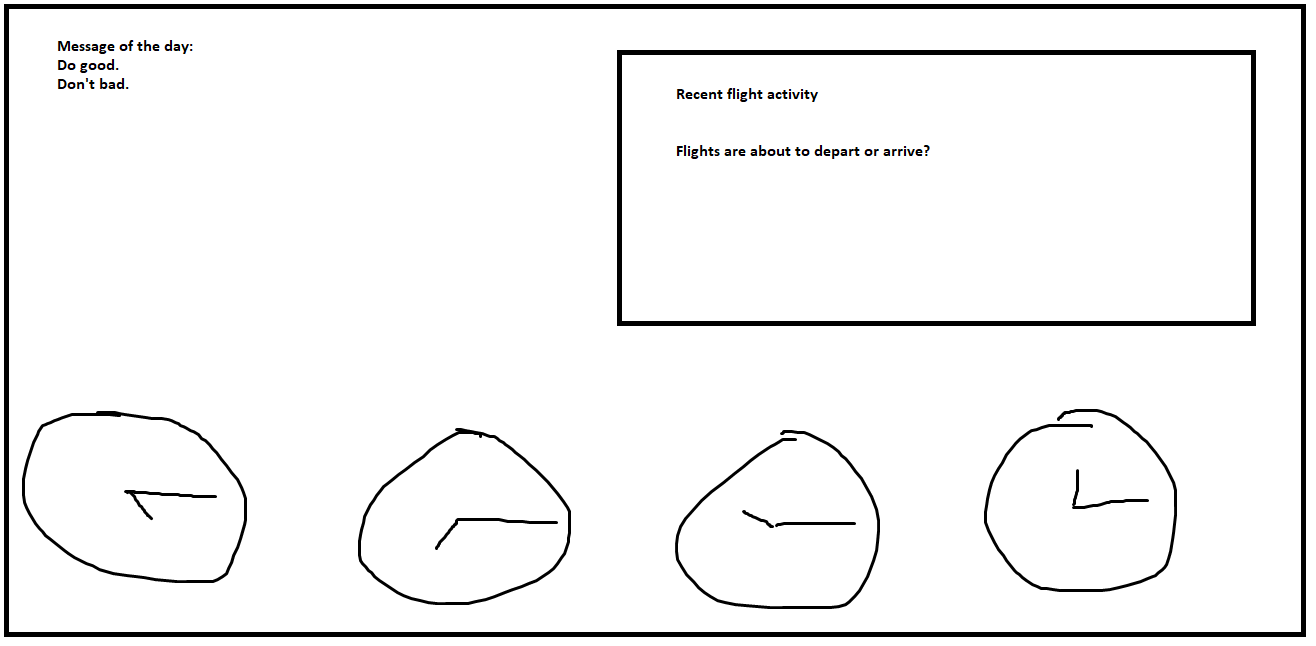 Message of the day:
Do good.
Don't bad.
Recent flight activity
Flights are about to depart or arrive?